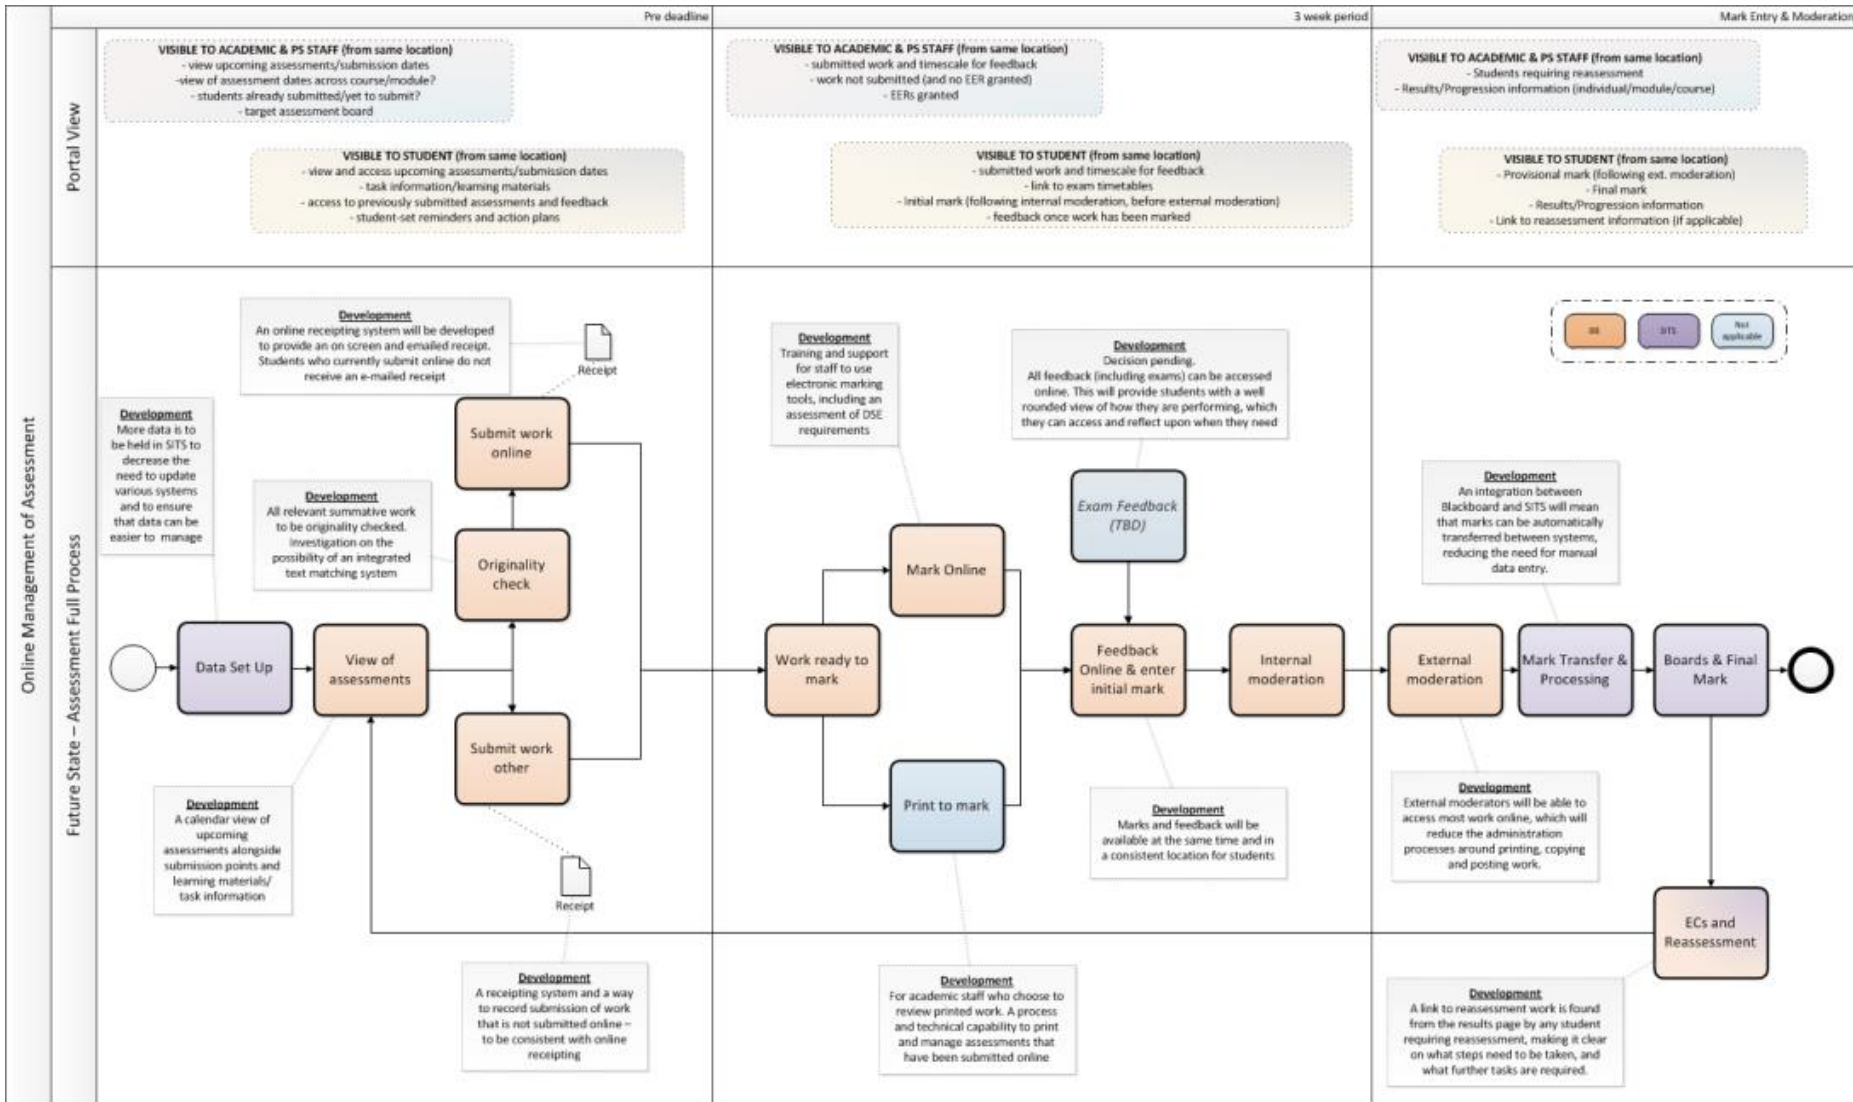 Pre deadline
3 week period
Mark Entry & Moderation
Online Management of Assessment
Portal View
VISIBLE TO ACADEMIC & PS STAFF (from same location)
- view upcoming assessments/submission dates
-view of assessment dates across course/module?
- students already submitted/yet to submit?
- target assessment board
VISIBLE TO STUDENT (from same location)
- view and access upcoming assessments/submission dates
- task information/learning materials
- access to previously submitted assessments and feedback
- student-set reminders and action plans
VISIBLE TO ACADEMIC & PS STAFF (from same location)
- submitted work and timescale for feedback
- work not submitted (and no EER granted)
- EERs granted
VISIBLE TO STUDENT (from same location)
- submitted work and timescale for feedback
- link to exam timetables
- Initial mark (following internal moderation, before external moderation)
- feedback once work has been marked
VISIBLE TO ACADEMIC & PS STAFF (from same location)
- Students requiring reassessment
- Results/Progression information (individual/module/course)
VISIBLE TO STUDENT (from same location)
- Provisional mark (following ext. moderation)
- Final mark
- Results/Progression information
- Link to reassessment information (if applicable)
Future State – Assessment Full Process
Development
An online receipting system will be developed
to provide an on screen and emailed receipt.
Students who currently submit online do not
receive an e-mailed receipt
Receipt
Development
More data is to
be held in SITS to
decrease the
need to update
various systems
and to ensure
that data can be
easier to manage
Development
All relevant summative work
to be originality checked.
Investigation on the
possibility of an integrated
text matching system
Submit work
online
Originality
check
Data Set Up
View of
assessments
Submit work
other
Development
A calendar view of
upcoming
assessments alongside
submission points and
learning materials/
task information
Receipt
Development
A receipting system and a way
to record submission of work
that is not submitted online –
to be consistent with online
receipting
Development
Training and support
for staff to use
electronic marking
tools, including an
assessment of DSE
requirements
Development
Decision pending.
All feedback (including exams) can be accessed
online. This will provide students with a well
rounded view of how they are performing, which
they can access and reflect upon when they need
Exam Feedback
(TBD)
Mark Online
Work ready to
mark
Print to mark
Feedback
Online & enter
initial mark
Internal
moderation
Development
Marks and feedback will be
available at the same time and in
a consistent location for students
Development
For academic staff who choose to
review printed work. A process
and technical capability to print
and manage assessments that
have been submitted online
BB
SITS
Not
applicable
Development
An integration between
Blackboard and SITS will mean
that marks can be automatically
transferred between systems,
reducing the need for manual
data entry.
External
moderation
Mark Transfer &
Processing
Boards & Final
Mark
Development
External moderators will be able to
access most work online, which will
reduce the administration
processes around printing, copying
and posting work.
ECs and
Reassessment
Development
A link to reassessment work is found
from the results page by any student
requiring reassessment, making it clear
on what steps need to be taken, and
what further tasks are required.